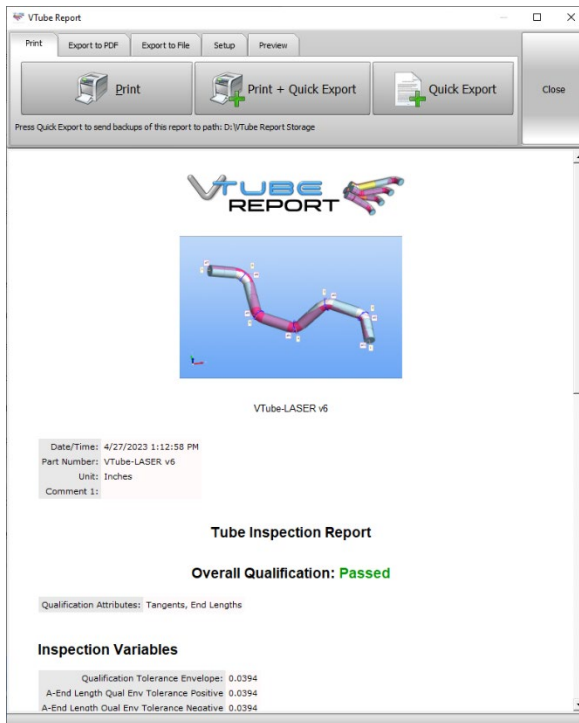 VTube Report
Print Export to PDF Export to File Setup Preview
Print Print + Quick Export Quick Export Close
Press Quick Export to send backups of this report to path: D:\VTube Report Storage
VTUBE
REPORT
VTube-LASER v6
Date/Time: 4/27/2023 1:12:58 PM
Part Number: VTube-LASER v6
Unit: Inches
Comment 1:
Tube Inspection Report
Overall Qualification: Passed
Qualification Attributes: Tangents, End Lengths
Inspection Variables
Qualification Tolerance Envelope: 0.0394
A-End Length Qual Env Tolerance Positive 0.0394
A-End Length Qual Env Tolerance Negative 0.0394